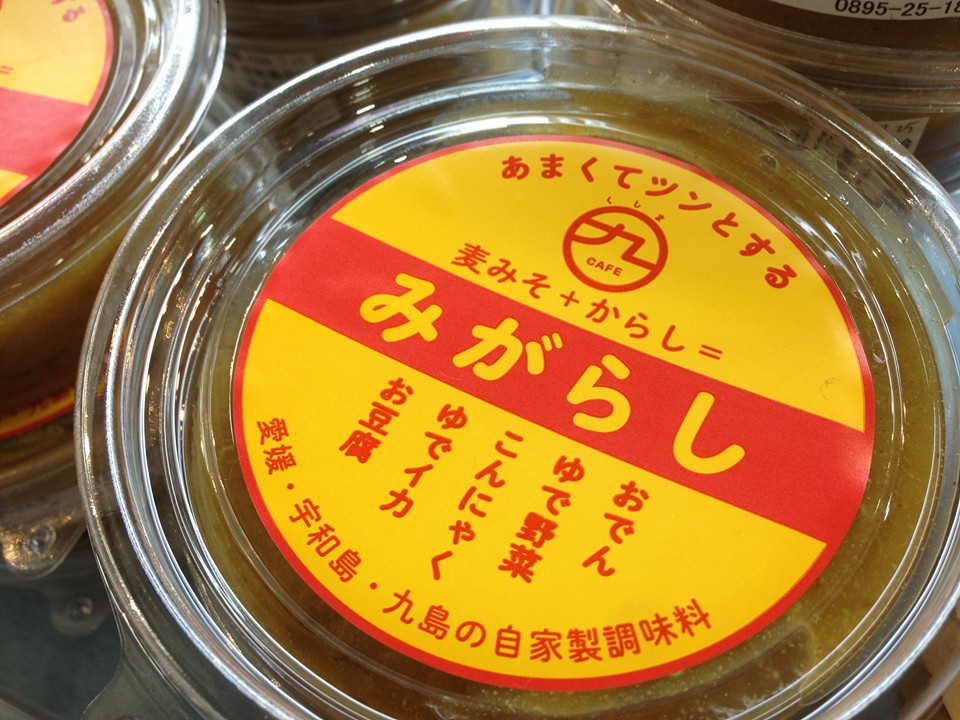 あまくてツンとする
くしま
九
CAFE
麦みそ+からし=
みがらし
おでん
ゆで野菜
こんにゃく
ゆでイカ
お豆腐
愛媛・宇和島・九島の自家製調味料
0895-25-18
する
=